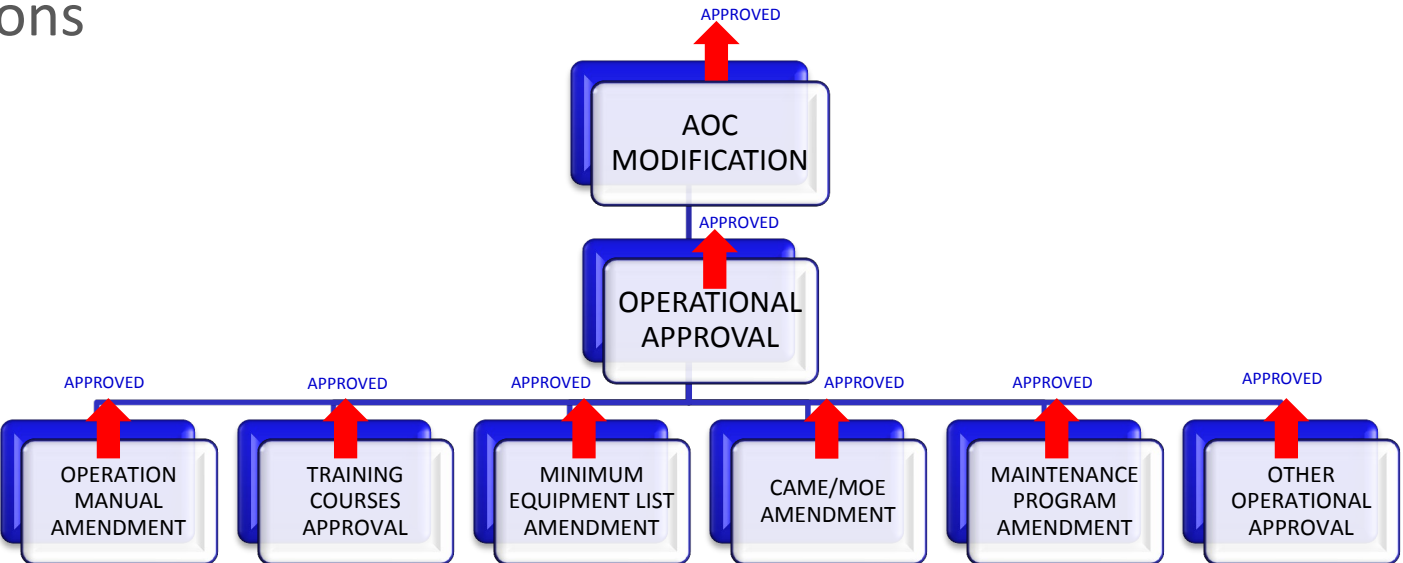 ons
APPROVED
AOC
MODIFICATION
APPROVED
OPERATIONAL
APPROVAL
APPROVED
APPROVED
APPROVED
APPROVED
APPROVED
APPROVED
OPERATION
MANUAL
AMENDMENT
TRAINING
COURSES
APPROVAL
MINIMUM
EQUIPMENT LIST
AMENDMENT
CAME/MOE
AMENDMENT
MAINTENANCE
PROGRAM
AMENDMENT
OTHER
OPERATIONAL
APPROVAL